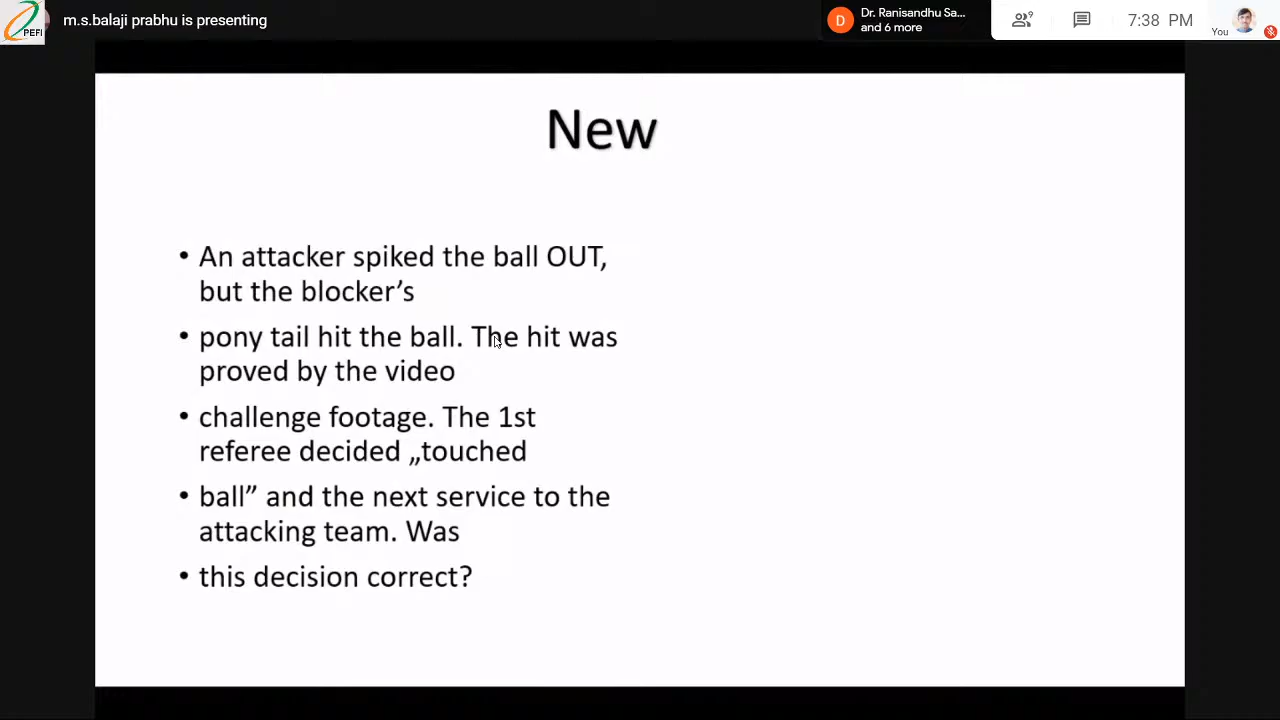 PEFI
m.s.balaji prabhu is presenting
D
Dr. Ranisandhu Sa...
and 6 more
9
7:38 PM
You
New
• An attacker spiked the ball OUT,
but the blocker’s
• pony tail hit the ball. The hit was
proved by the video
• challenge footage. The 1st
referee decided „touched
• ball” and the next service to the
attacking team. Was
• this decision correct?